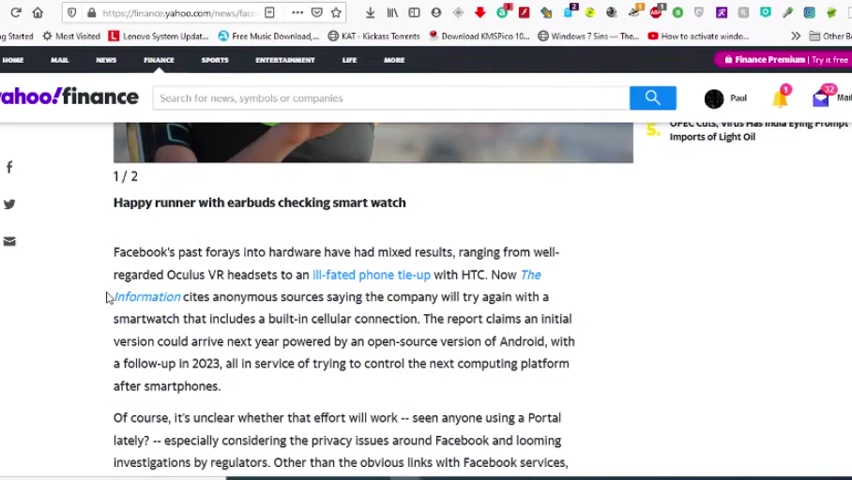 https://finance.yahoo.com/news/face
ing Started
Most Visited
Lenovo System Update...
Free Music Download,...
KAT - Kickass Torrents
Download KMSPico 10...
Windows 7 Sins — The...
How to activate windo...
Other Bo
HOME
MAIL
NEWS
FINANCE
SPORTS
ENTERTAINMENT
LIFE
MORE
Finance Premium | Try it free
yahoo!finance
Search for news, symbols or companies
Paul
1
32
Mail
5.
OPEC Cuts, Virus Has India Eying Prompt
Imports of Light Oil
1 / 2
Happy runner with earbuds checking smart watch
Facebook's past forays into hardware have had mixed results, ranging from well-
regarded Oculus VR headsets to an ill-fated phone tie-up with HTC. Now The
Information cites anonymous sources saying the company will try again with a
smartwatch that includes a built-in cellular connection. The report claims an initial
version could arrive next year powered by an open-source version of Android, with
a follow-up in 2023, all in service of trying to control the next computing platform
after smartphones.
Of course, it's unclear whether that effort will work -- seen anyone using a Portal
lately? -- especially considering the privacy issues around Facebook and looming
investigations by regulators. Other than the obvious links with Facebook services,